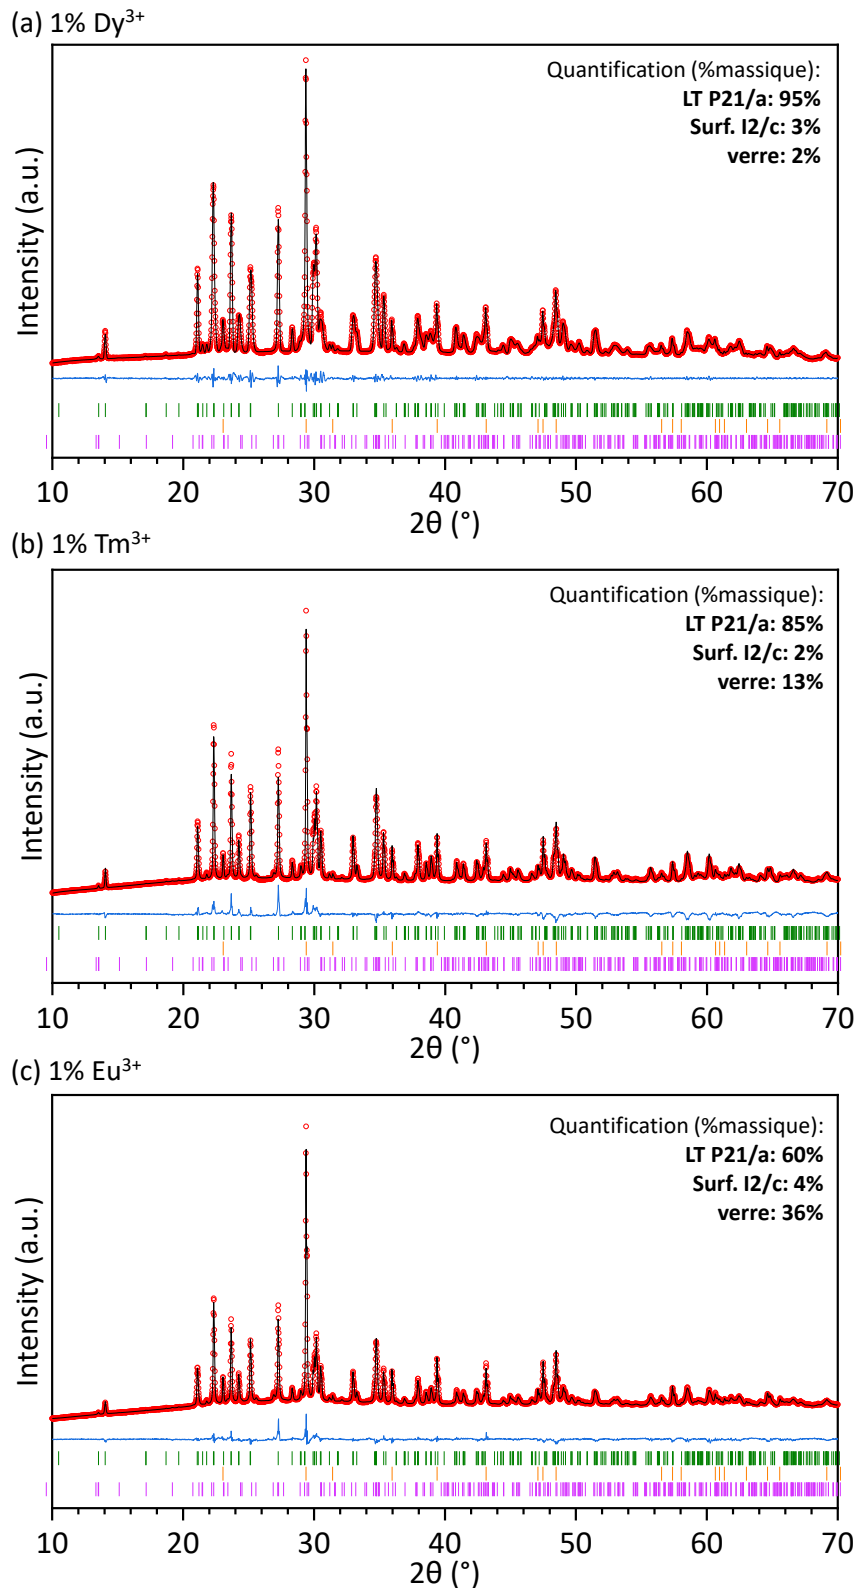 (a) 1% Dy³⁺
Quantification (%massique):
LT P21/a: 95%
Surf. I2/c: 3%
verre: 2%
Intensity (a.u.)
10 20 30 40 50 60 70
2θ (°)
(b) 1% Tm³⁺
Quantification (%massique):
LT P21/a: 85%
Surf. I2/c: 2%
verre: 13%
Intensity (a.u.)
10 20 30 40 50 60 70
2θ (°)
(c) 1% Eu³⁺
Quantification (%massique):
LT P21/a: 60%
Surf. I2/c: 4%
verre: 36%
Intensity (a.u.)
10 20 30 40 50 60 70
2θ (°)